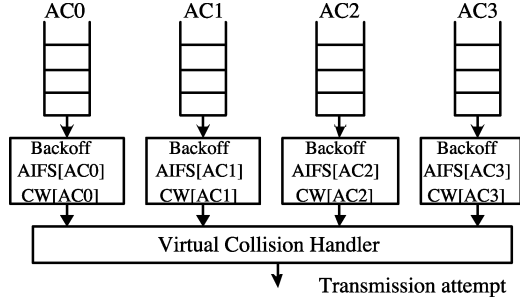 AC0 AC1 AC2 AC3
Backoff Backoff Backoff Backoff
AIFS[AC0] AIFS[AC1] AIFS[AC2] AIFS[AC3]
CW[AC0] CW[AC1] CW[AC2] CW[AC3]
Virtual Collision Handler
Transmission attempt